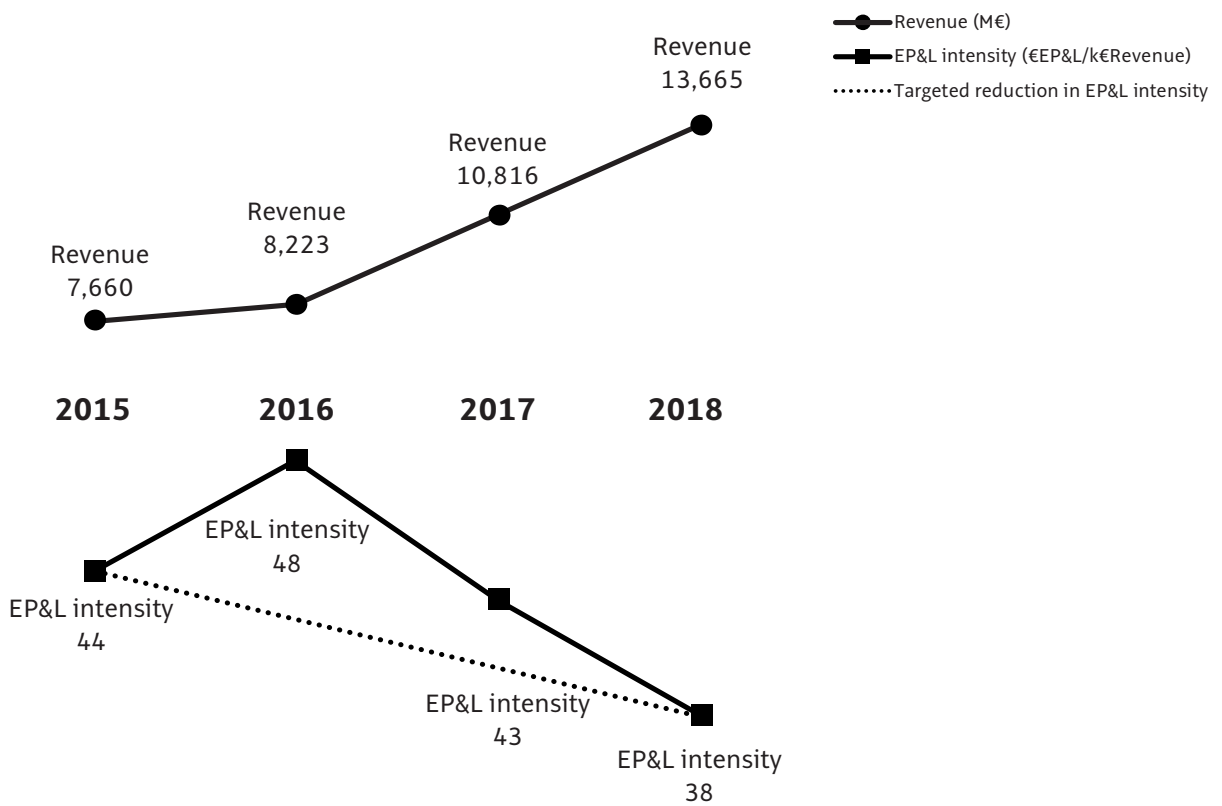 Revenue (M€)
EP&L intensity (€EP&L/k€Revenue)
Targeted reduction in EP&L intensity
Revenue
13,665
Revenue
10,816
Revenue
8,223
Revenue
7,660
2015 2016 2017 2018
EP&L intensity
48
EP&L intensity
44
EP&L intensity
43
EP&L intensity
38